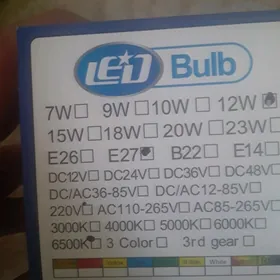 LED Bulb
7W□ 9W□ 10W□ 12W☑
15W□ 18W□ 20W□ 23W□
E26□ E27☑ B22□ E14□
DC12V□ DC24V□ DC36V□ DC48V□
DC/AC36-85V□ DC/AC12-85V□
220V☑ AC110-265V□ AC85-265V□
3000K□ 4000K□ 5000K□ 6000K□
6500K☑ 3 Color□ 3rd gear□
Yellow White